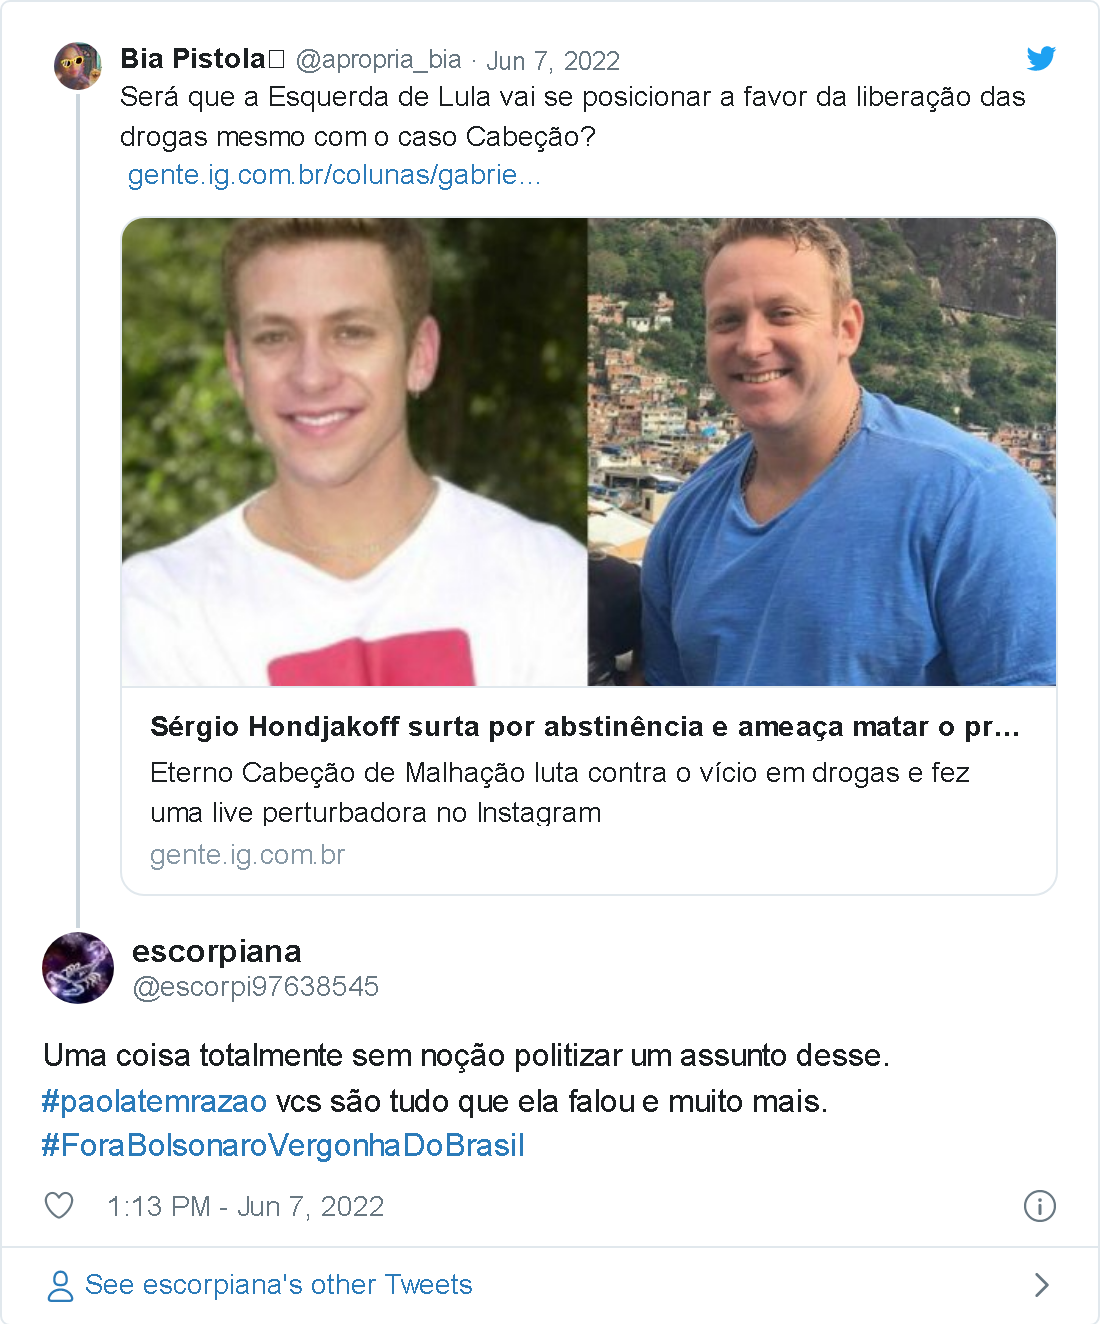 Bia Pistola @apropria_bia · Jun 7, 2022
Será que a Esquerda de Lula vai se posicionar a favor da liberação das
drogas mesmo com o caso Cabeção?
gente.ig.com.br/colunas/gabrie...
Sérgio Hondjakoff surta por abstinência e ameaça matar o pr...
Eterno Cabeção de Malhação luta contra o vício em drogas e fez
uma live perturbadora no Instagram
gente.ig.com.br
escorpiana
@escorpi97638545
Uma coisa totalmente sem noção politizar um assunto desse.
#paolatemrazao vcs são tudo que ela falou e muito mais.
#ForaBolsonaroVergonhaDoBrasil
1:13 PM - Jun 7, 2022
See escorpiana's other Tweets